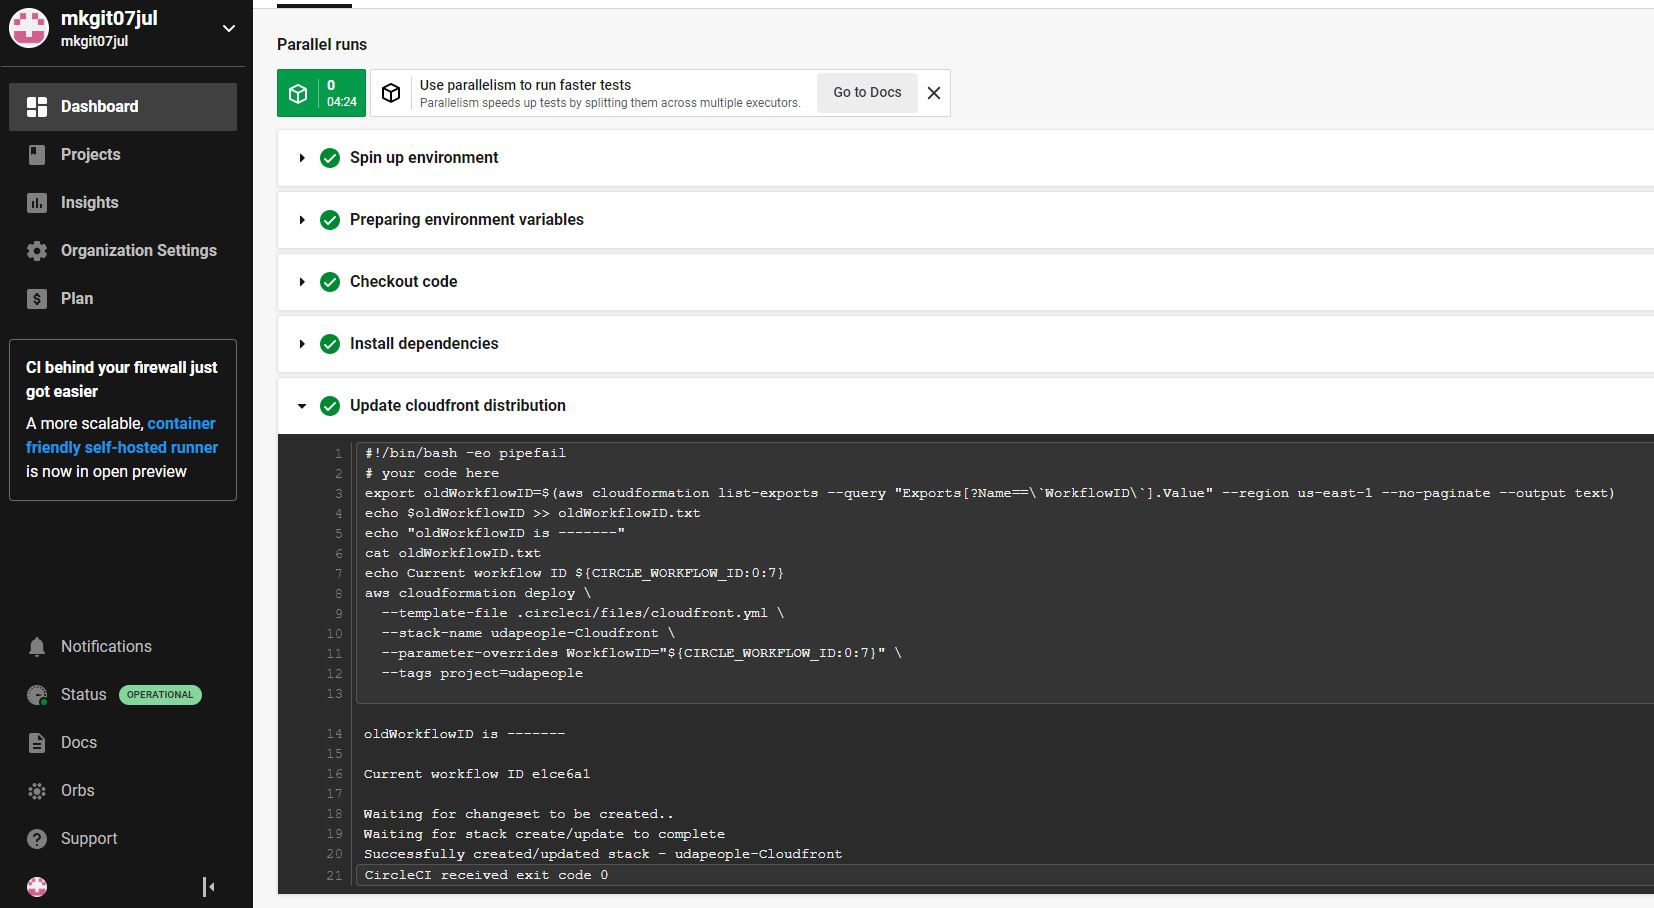 mkgit07jul
mkgit07jul
Dashboard
Projects
Insights
Organization Settings
Plan
CI behind your firewall just
got easier
A more scalable, container
friendly self-hosted runner
is now in open preview
Notifications
Status OPERATIONAL
Docs
Orbs
Support
Parallel runs
0
04:24
Use parallelism to run faster tests
Parallelism speeds up tests by splitting them across multiple executors.
Go to Docs
Spin up environment
Preparing environment variables
Checkout code
Install dependencies
Update cloudfront distribution
1 #!/bin/bash -eo pipefail
2 # your code here
3 export oldWorkflowID=$(aws cloudformation list-exports --query "Exports[?Name==\`WorkflowID\`].Value" --region us-east-1 --no-paginate --output text)
4 echo $oldWorkflowID >> oldWorkflowID.txt
5 echo "oldWorkflowID is -------"
6 cat oldWorkflowID.txt
7 echo Current workflow ID ${CIRCLE_WORKFLOW_ID:0:7}
8 aws cloudformation deploy \
9 --template-file .circleci/files/cloudfront.yml \
10 --stack-name udapeople-Cloudfront \
11 --parameter-overrides WorkflowID="${CIRCLE_WORKFLOW_ID:0:7}" \
12 --tags project=udapeople
13
14 oldWorkflowID is -------
15
16 Current workflow ID e1ce6a1
17
18 Waiting for changeset to be created..
19 Waiting for stack create/update to complete
20 Successfully created/updated stack - udapeople-Cloudfront
21 CircleCI received exit code 0